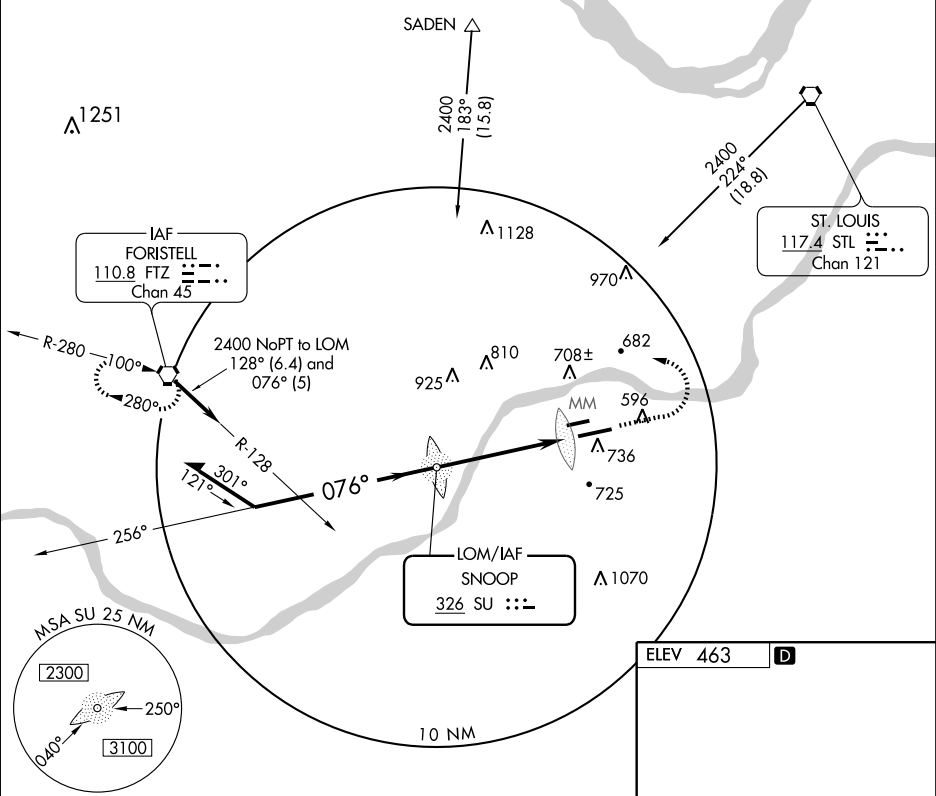 SADEN
2400
183°
(15.8)
1251
2400
224°
(18.8)
ST. LOUIS
117.4 STL
Chan 121
1128
970
IAF
FORISTELL
110.8 FTZ
Chan 45
R-280
100°
280°
2400 NoPT to LOM
128° (6.4) and
076° (5)
R-128
682
810
708±
925
MM
596
736
725
301°
121°
076°
256°
LOM/IAF
SNOOP
326 SU
1070
MSA SU 25 NM
2300
250°
040°
3100
10 NM
ELEV 463 D